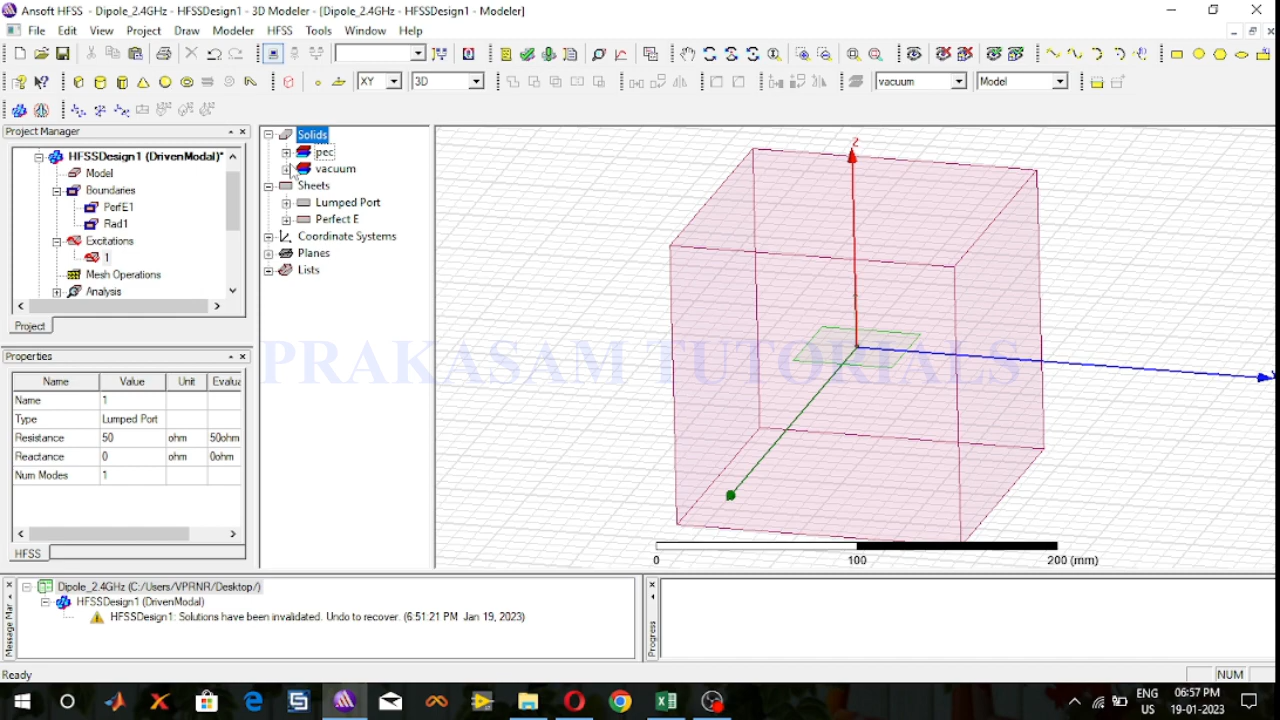 Ansoft HFSS - Dipole_2.4GHz - HFSSDesign1 - 3D Modeler - [Dipole_2.4GHz - HFSSDesign1 - Modeler]
File Edit View Project Draw Modeler HFSS Tools Window Help
XY 3D vacuum Model
Project Manager
HFSSDesign1 (DrivenModal)*
Model
Boundaries
PerfE1
Rad1
Excitations
1
Mesh Operations
Analysis
Project
Solids
pec
vacuum
Sheets
Lumped Port
Perfect E
Coordinate Systems
Planes
Lists
Properties
Name Value Unit Evalua
Name 1
Type Lumped Port
Resistance 50 ohm 50ohm
Reactance 0 ohm 0ohm
Num Modes 1
HFSS
PRAKASAM TUTORIALS
Z
0 100 200 (mm)
Message Mar
Dipole_2.4GHz (C:/Users/VPRNR/Desktop/)
HFSSDesign1 (DrivenModal)
HFSSDesign1: Solutions have been invalidated. Undo to recover. (6:51:21 PM Jan 19, 2023)
Progress
Ready
NUM
ENG
US
06:57 PM
19-01-2023